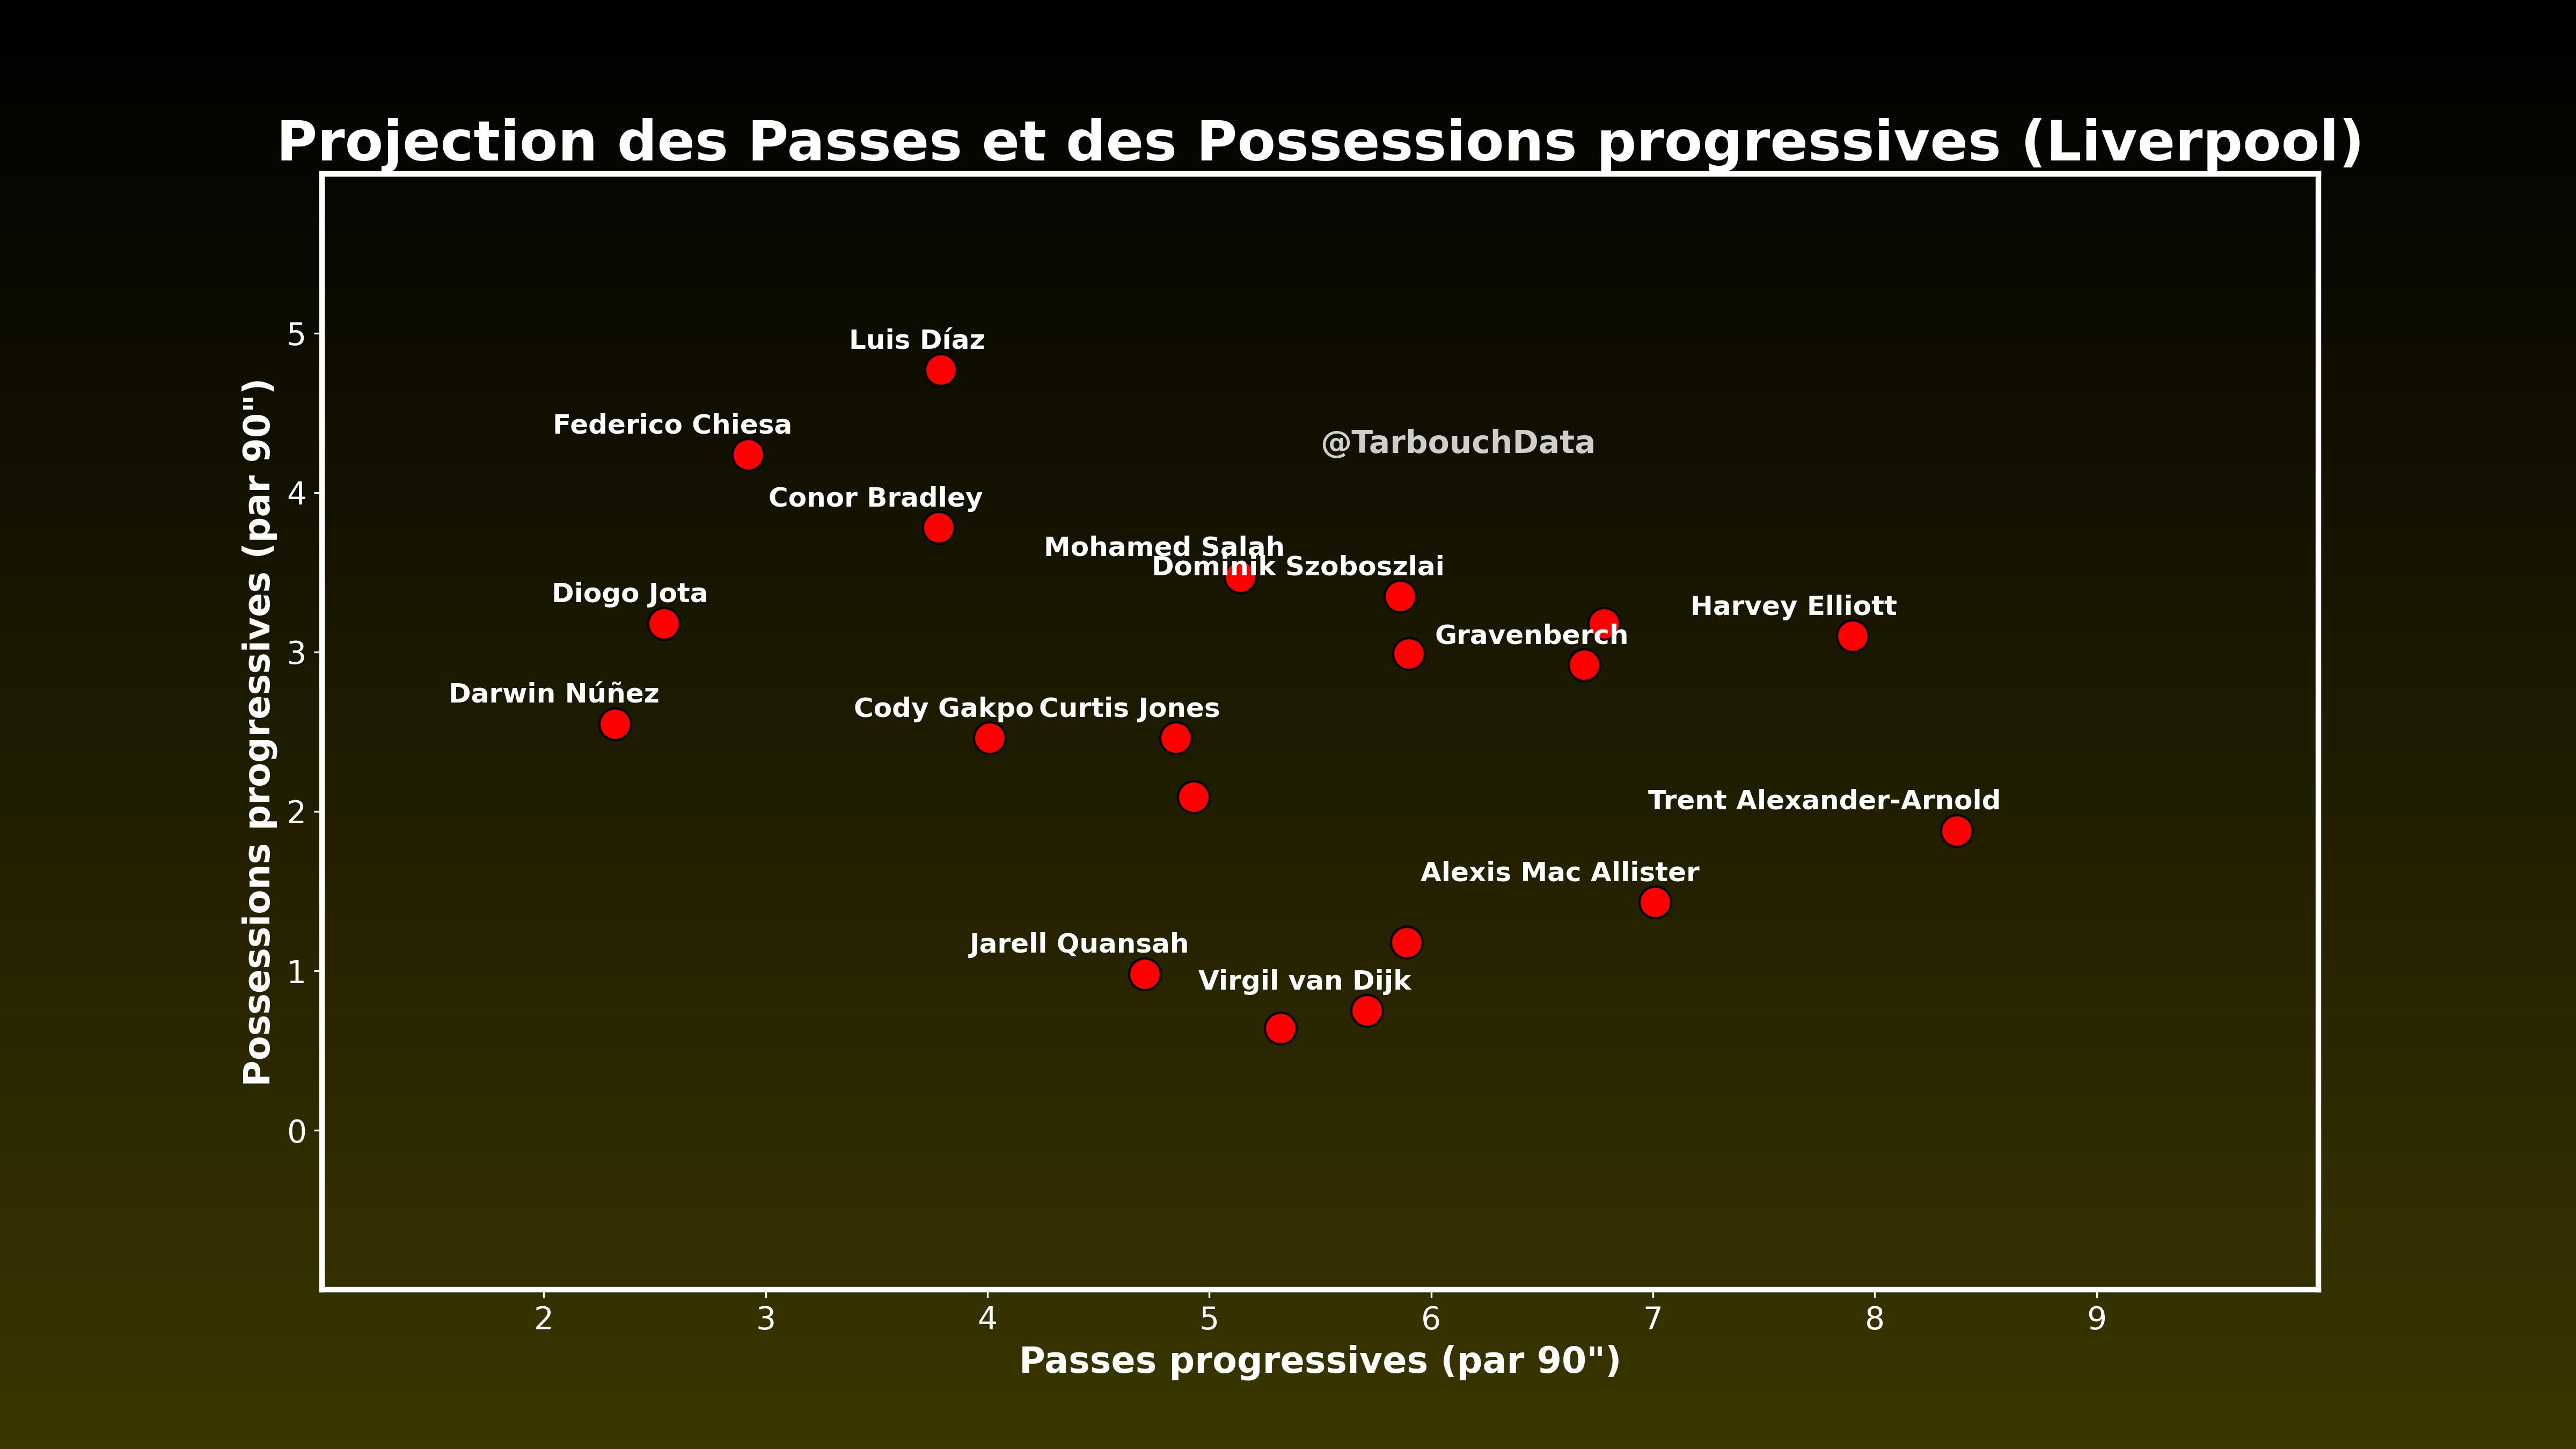 Projection des Passes et des Possessions progressives (Liverpool)
Possessions progressives (par 90")
5
4
3
2
1
0
Luis Díaz
Federico Chiesa
@TarbouchData
Conor Bradley
Mohamed Salah
Dominik Szoboszlai
Diogo Jota
Harvey Elliott
Gravenberch
Darwin Núñez
Cody Gakpo
Curtis Jones
Trent Alexander-Arnold
Alexis Mac Allister
Jarell Quansah
Virgil van Dijk
2
3
4
5
6
7
8
9
Passes progressives (par 90")